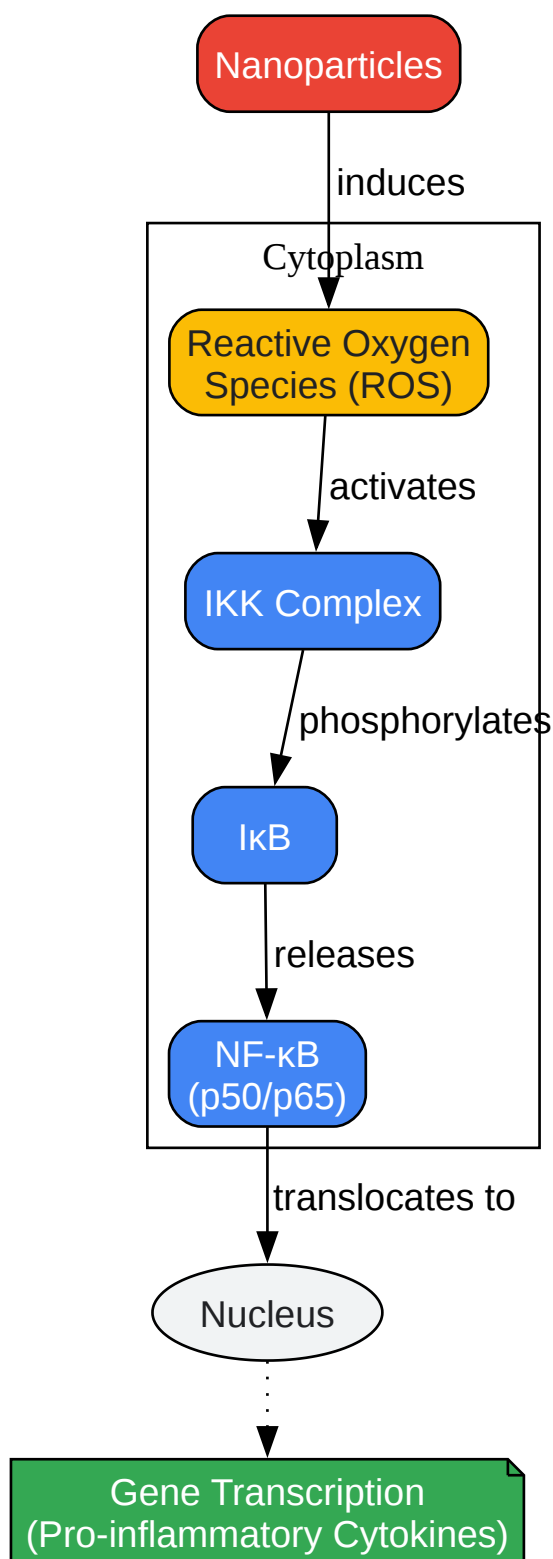 Nanoparticles
induces
Cytoplasm
Reactive Oxygen
Species (ROS)
activates
IKK Complex
phosphorylates
IκB
releases
NF-κB
(p50/p65)
translocates to
Nucleus
Gene Transcription
(Pro-inflammatory Cytokines)